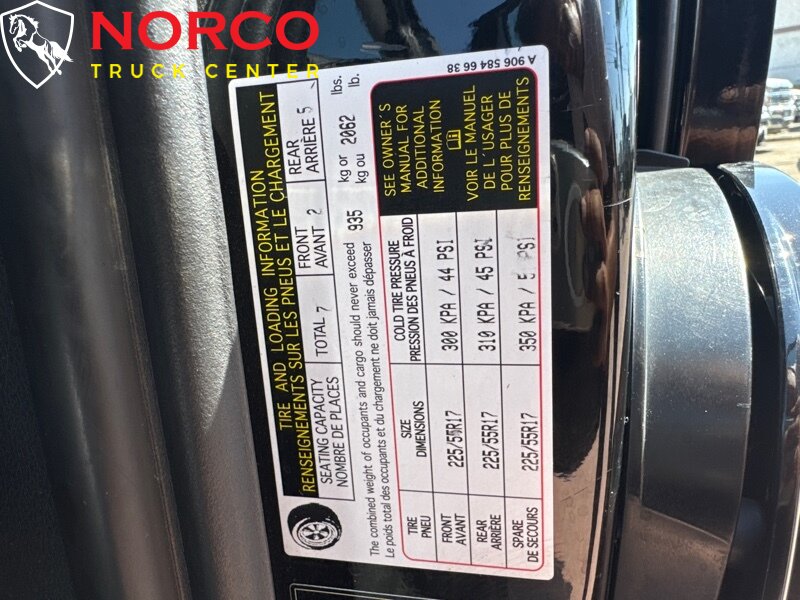 NORCO
TRUCK CENTER
A 906 584 66 38
TIRE AND LOADING INFORMATION
RENSEIGNEMENTS SUR LES PNEUS ET LE CHARGEMENT
SEATING CAPACITY TOTAL 7 FRONT 2 REAR 5
NOMBRE DE PLACES AVANT ARRIÈRE
The combined weight of occupants and cargo should never exceed 935 kg or 2062 lbs.
Le poids total des occupants et du chargement ne doit jamais dépasser kg ou lb.
TIRE SIZE COLD TIRE PRESSURE
PNEU DIMENSIONS PRESSION DES PNEUS À FROID
FRONT 225/55R17 300 KPA / 44 PSI
AVANT
REAR 225/55R17 310 KPA / 45 PSI
ARRIÈRE
SPARE 225/55R17 350 KPA / PSI
DE SECOURS
SEE OWNER'S
MANUAL FOR
ADDITIONAL
INFORMATION
VOIR LE MANUEL
DE L'USAGER
POUR PLUS DE
RENSEIGNEMENTS